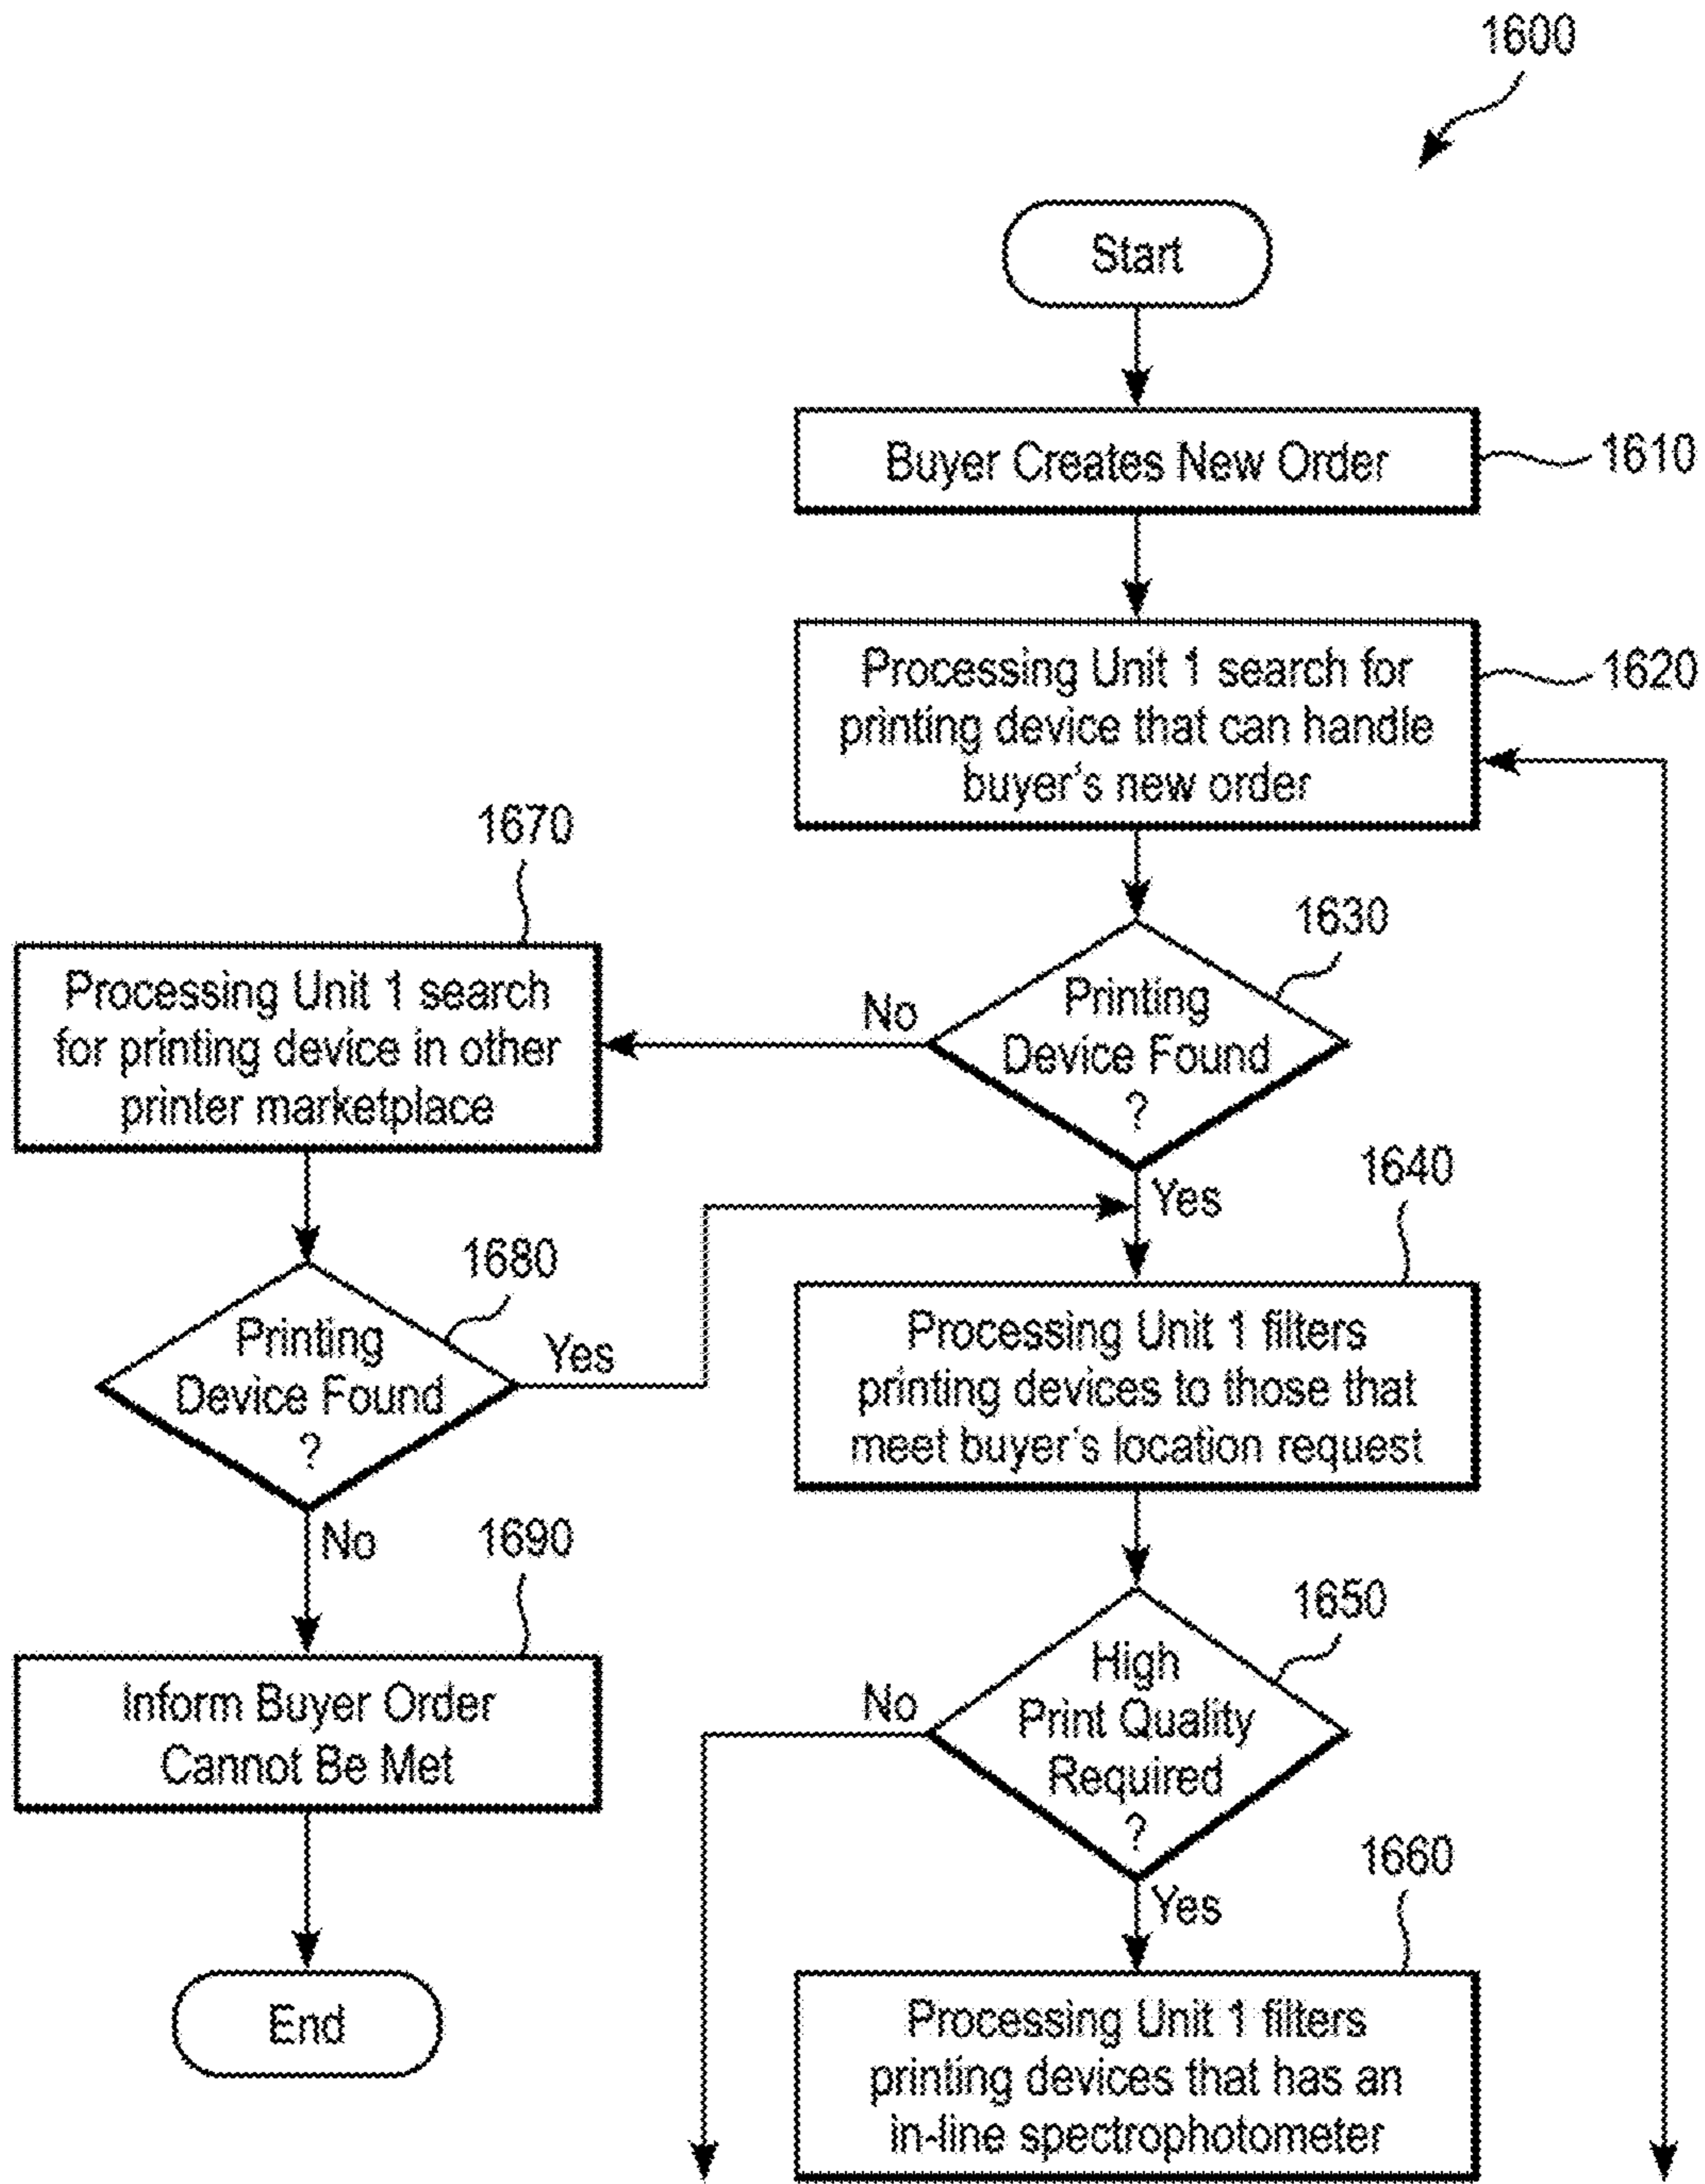 1600
Start
Buyer Creates New Order
1610
Processing Unit 1 search for
printing device that can handle
buyer's new order
1620
1630
Printing
Device Found
?
No
Yes
1670
Processing Unit 1 search
for printing device in other
printer marketplace
1680
Printing
Device Found
?
Yes
No
1640
Processing Unit 1 filters
printing devices to those that
meet buyer's location request
1690
Inform Buyer Order
Cannot Be Met
End
1650
High
Print Quality
Required
?
No
Yes
1660
Processing Unit 1 filters
printing devices that has an
in-line spectrophotometer